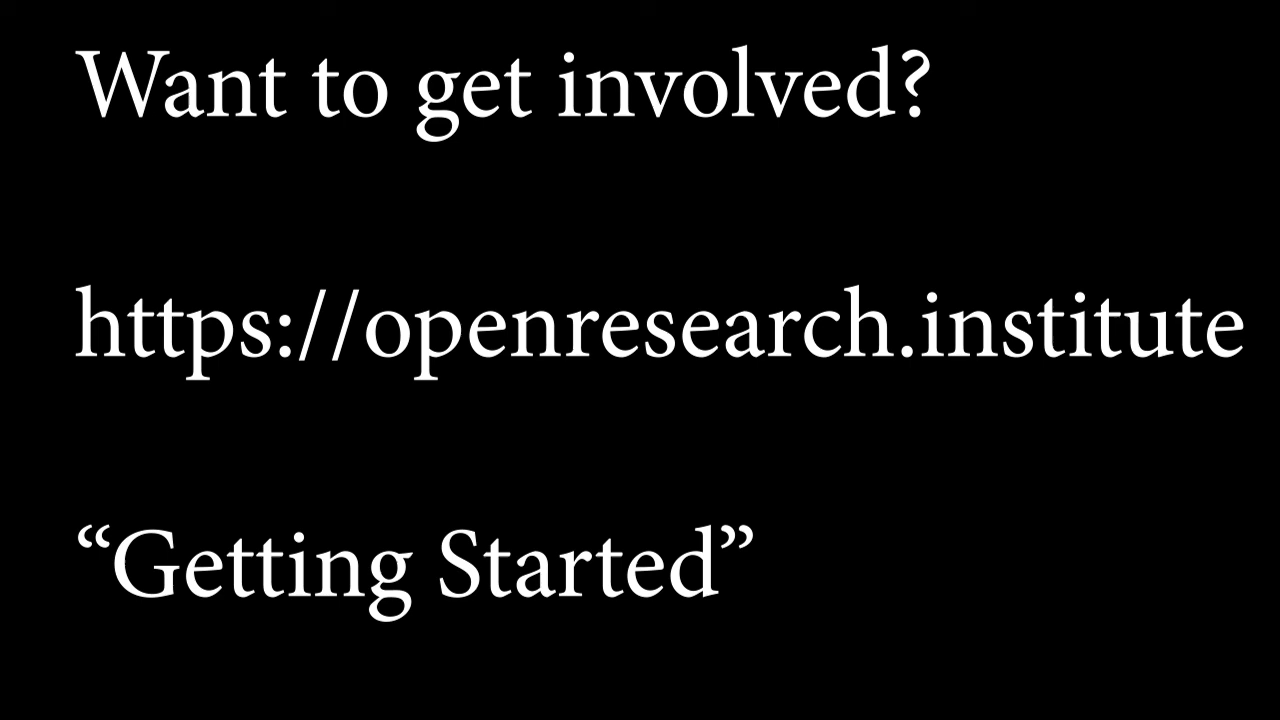 Want to get involved?
https://openresearch.institute
“Getting Started”